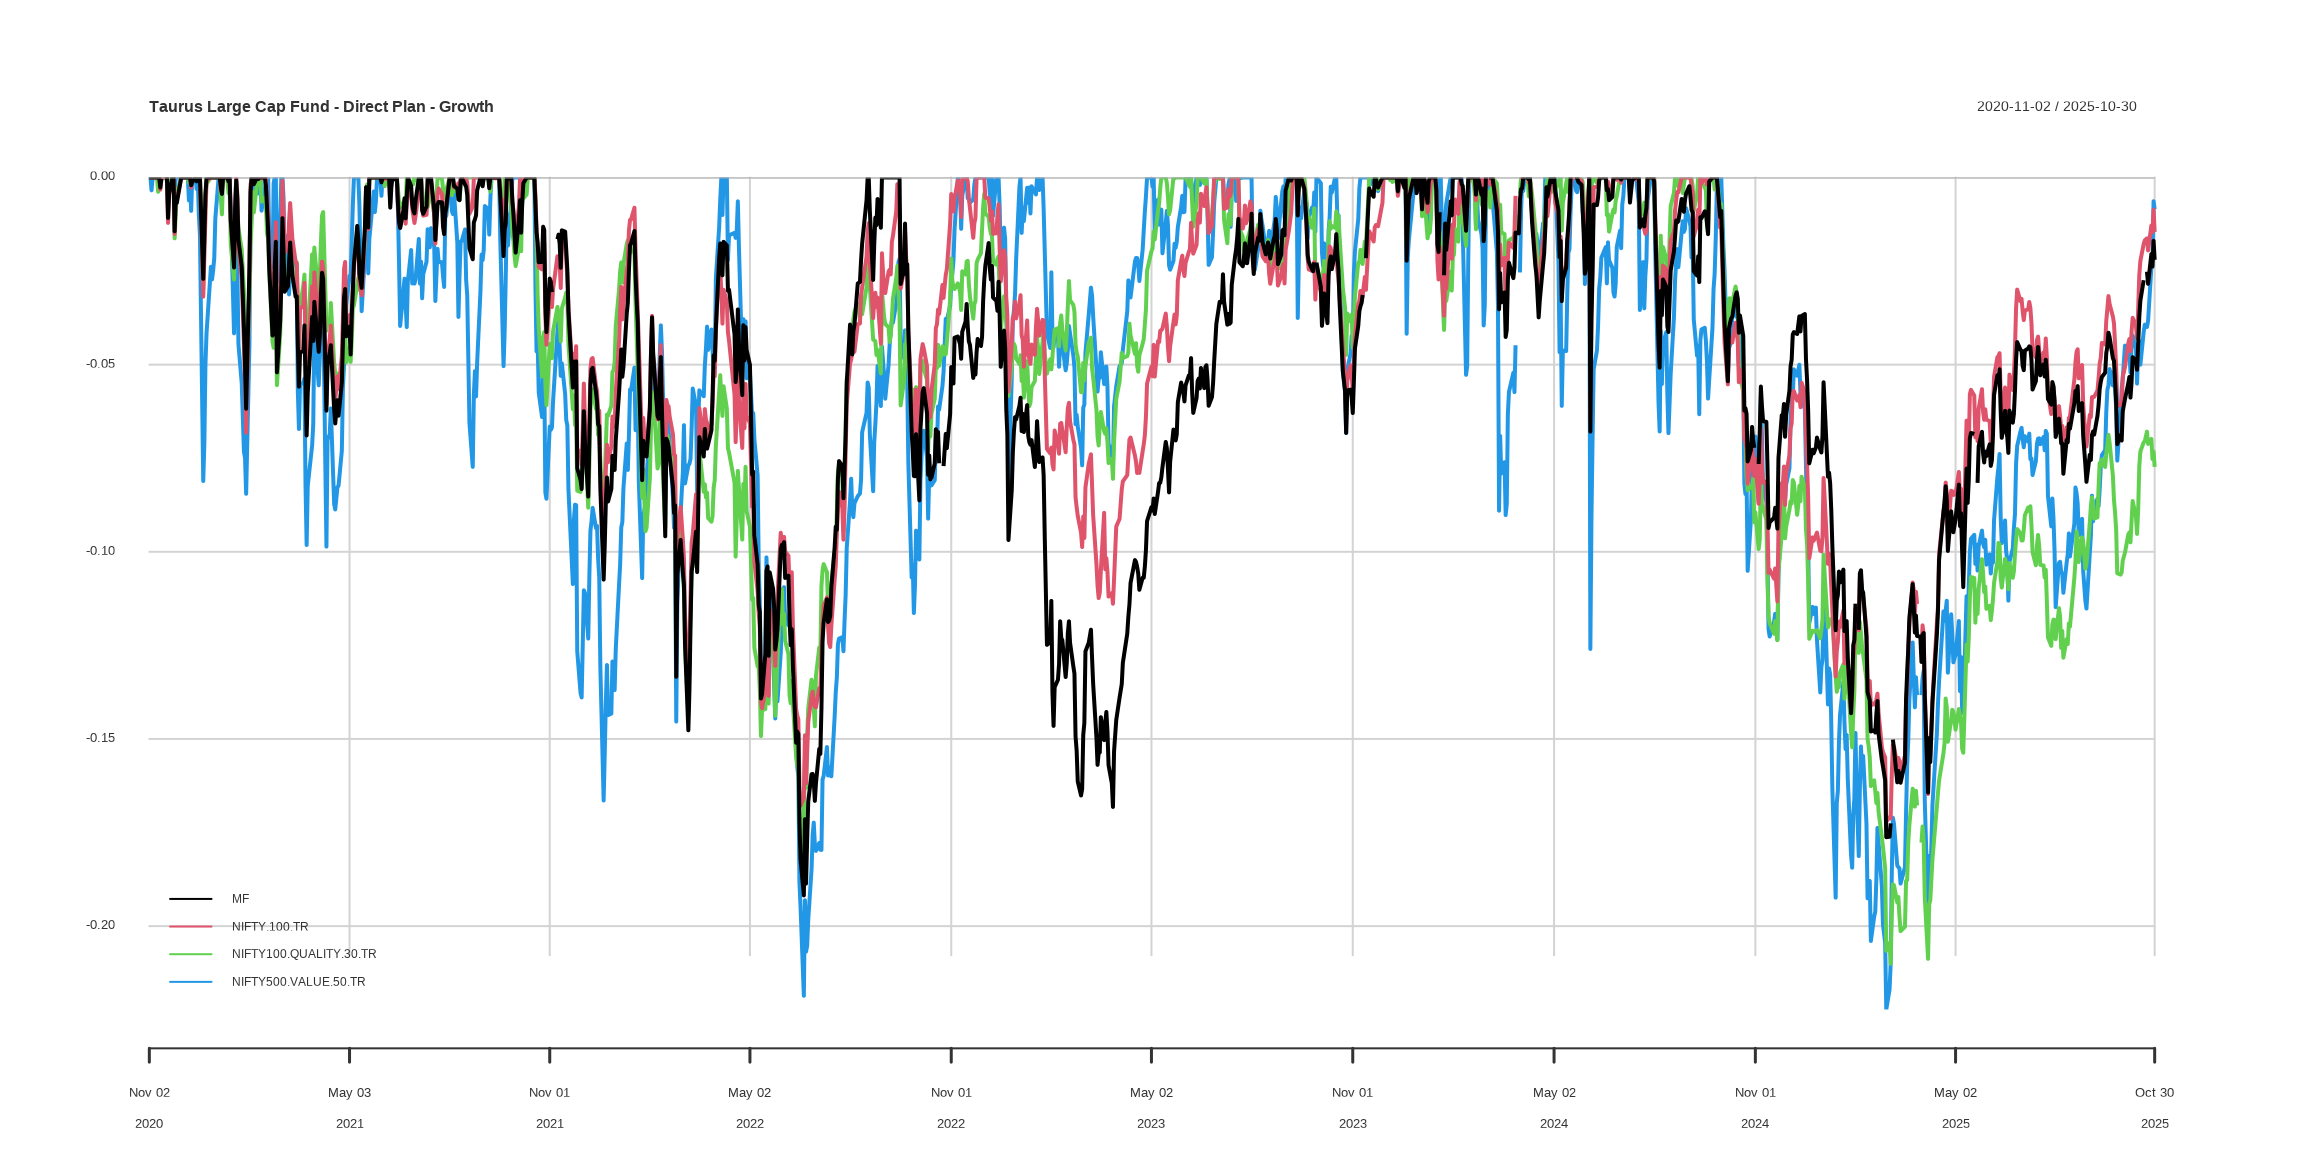 Taurus Large Cap Fund - Direct Plan - Growth
2020-11-02 / 2025-10-30
0.00
-0.05
-0.10
-0.15
-0.20
MF
NIFTY.100.TR
NIFTY100.QUALITY.30.TR
NIFTY500.VALUE.50.TR
Nov 02 May 03 Nov 01 May 02 Nov 01 May 02 Nov 01 May 02 Nov 01 May 02 Oct 30
2020 2021 2021 2022 2022 2023 2023 2024 2024 2025 2025